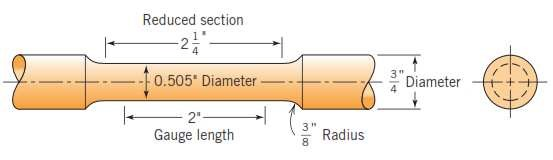 Reduced section
2 1/4"
0.505" Diameter
3/4" Diameter
2"
Gauge length
3/8" Radius